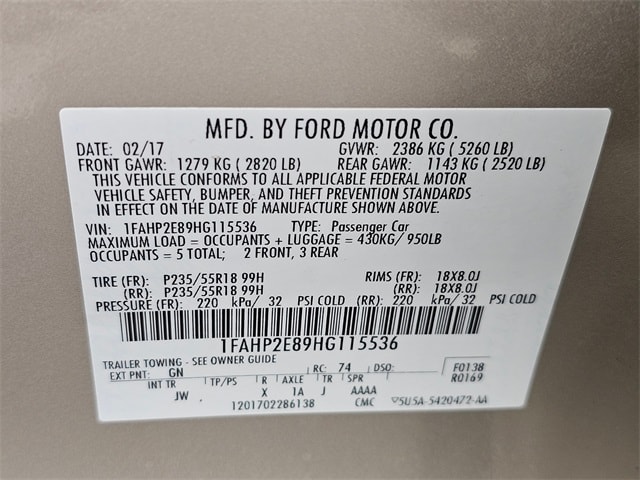 MFD. BY FORD MOTOR CO.
DATE: 02/17 GVWR: 2386 KG ( 5260 LB)
FRONT GAWR: 1279 KG ( 2820 LB) REAR GAWR: 1143 KG ( 2520 LB)
THIS VEHICLE CONFORMS TO ALL APPLICABLE FEDERAL MOTOR
VEHICLE SAFETY, BUMPER, AND THEFT PREVENTION STANDARDS
IN EFFECT ON THE DATE OF MANUFACTURE SHOWN ABOVE.
VIN: 1FAHP2E89HG115536 TYPE: Passenger Car
MAXIMUM LOAD = OCCUPANTS + LUGGAGE = 430KG/ 950LB
OCCUPANTS = 5 TOTAL; 2 FRONT, 3 REAR
TIRE (FR): P235/55R18 99H RIMS (FR): 18X8.0J
(RR): P235/55R18 99H (RR): 18X8.0J
PRESSURE (FR): 220 kPa/ 32 PSI COLD (RR): 220 kPa/ 32 PSI COLD
1FAHP2E89HG115536
TRAILER TOWING - SEE OWNER GUIDE
EXT PNT: GN RC: 74 DSO: F0138
R0169
INT TR TP/PS R AXLE TR SPR
JW X 1A J AAAA
1201702286138 CMC 5U5A-5420472-AA